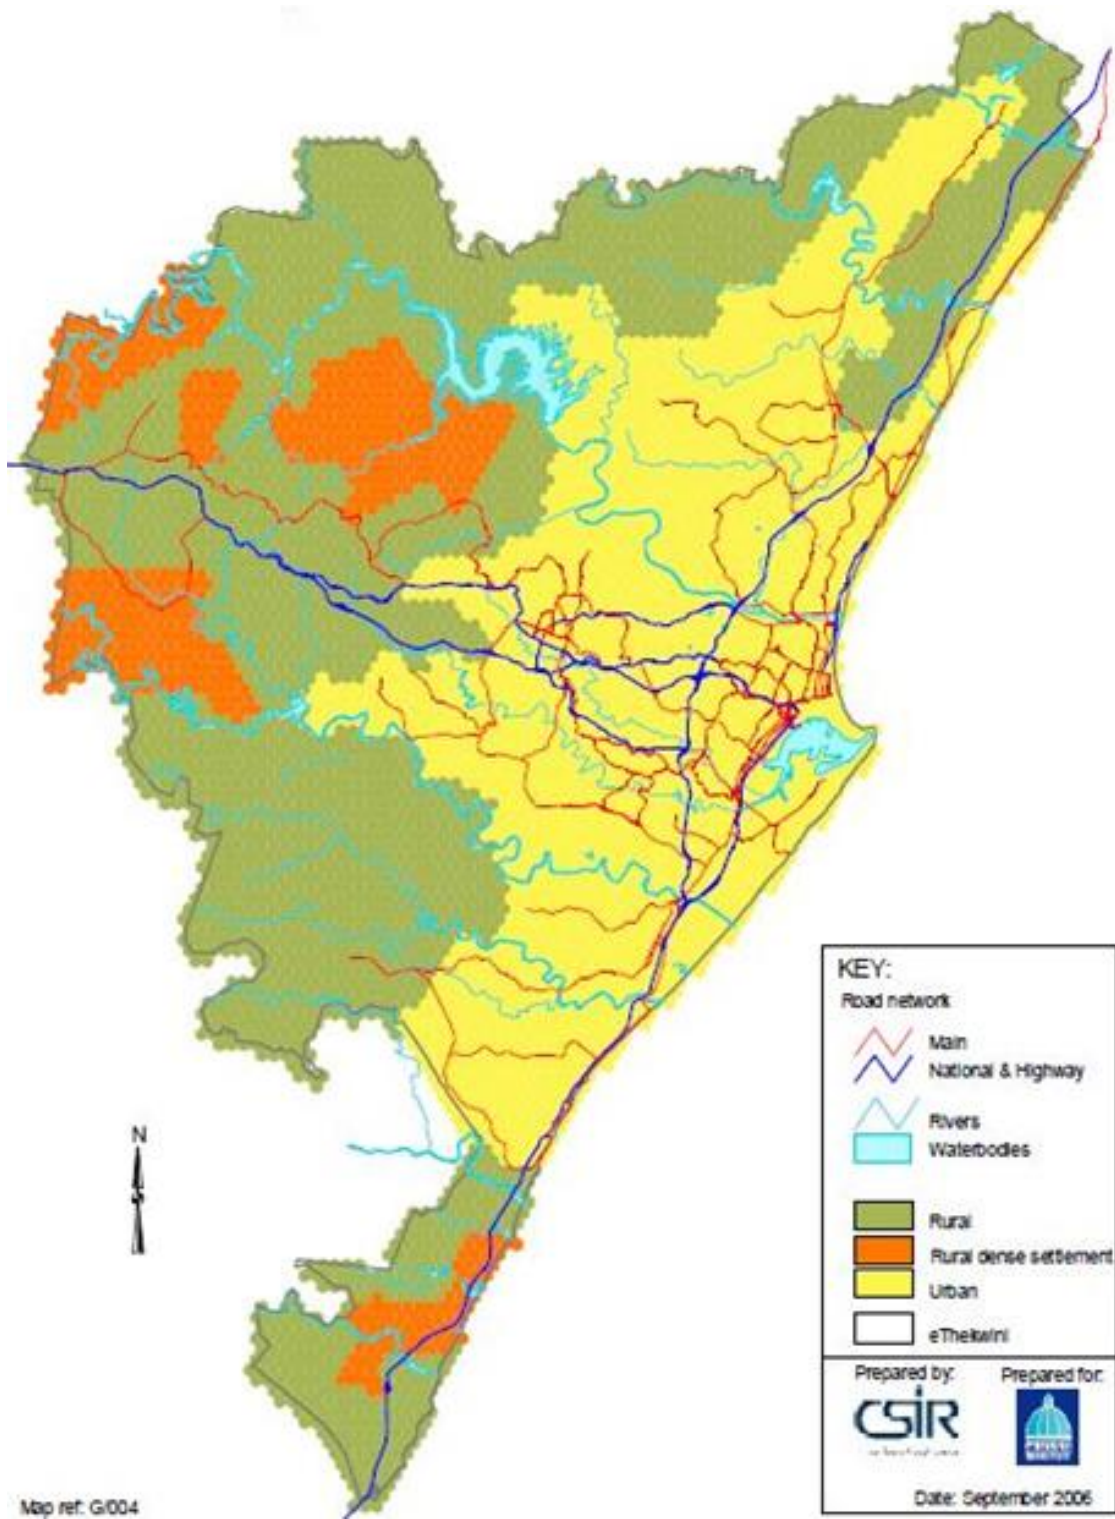 N
KEY:
Road network
Main
National & Highway
Rivers
Waterbodies
Rural
Rural dense settlement
Urban
eThekwini
Prepared by:
Prepared for:
CSIR
Date: September 2006
Map ref: G/004